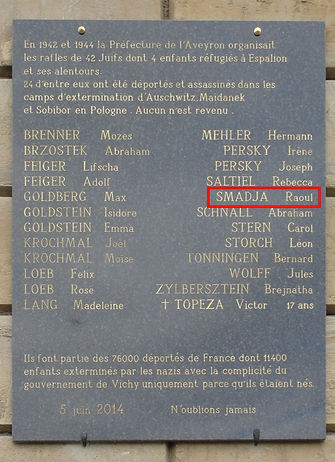 En 1942 et 1944 la Préfecture de l'Aveyron organisait
les rafles de 42 Juifs dont 4 enfants réfugiés à Espalion
et ses alentours.
24 d'entre eux ont été déportés et assassinés dans les
camps d'extermination d'Auschwitz, Maidanek
et Sobibor en Pologne. Aucun n'est revenu.
BRENNER Mozes MEHLER Hermann
BRZOSTEK Abraham PERSKY Irène
FEIGER Lifscha PERSKY Joseph
FEIGER Adolf SALTIEL Rebecca
GOLDBERG Max SMADJA Raoul
GOLDSTEIN Isidore SCHNALL Abraham
GOLDSTEIN Emma STERN Carol
KROCHMAL Joël STORCH Léon
KROCHMAL Moïse TONNINGEN Bernard
LOEB Felix WOLFF Jules
LOEB Rose ZYLBERSZTEIN Brejnatha
LANG Madeleine † TOPEZA Victor 17 ans
Ils font partie des 76000 déportés de France dont 11400
enfants exterminés par les nazis avec la complicité du
gouvernement de Vichy uniquement parce qu'ils étaient nés.
5 juin 2014 N'oublions jamais